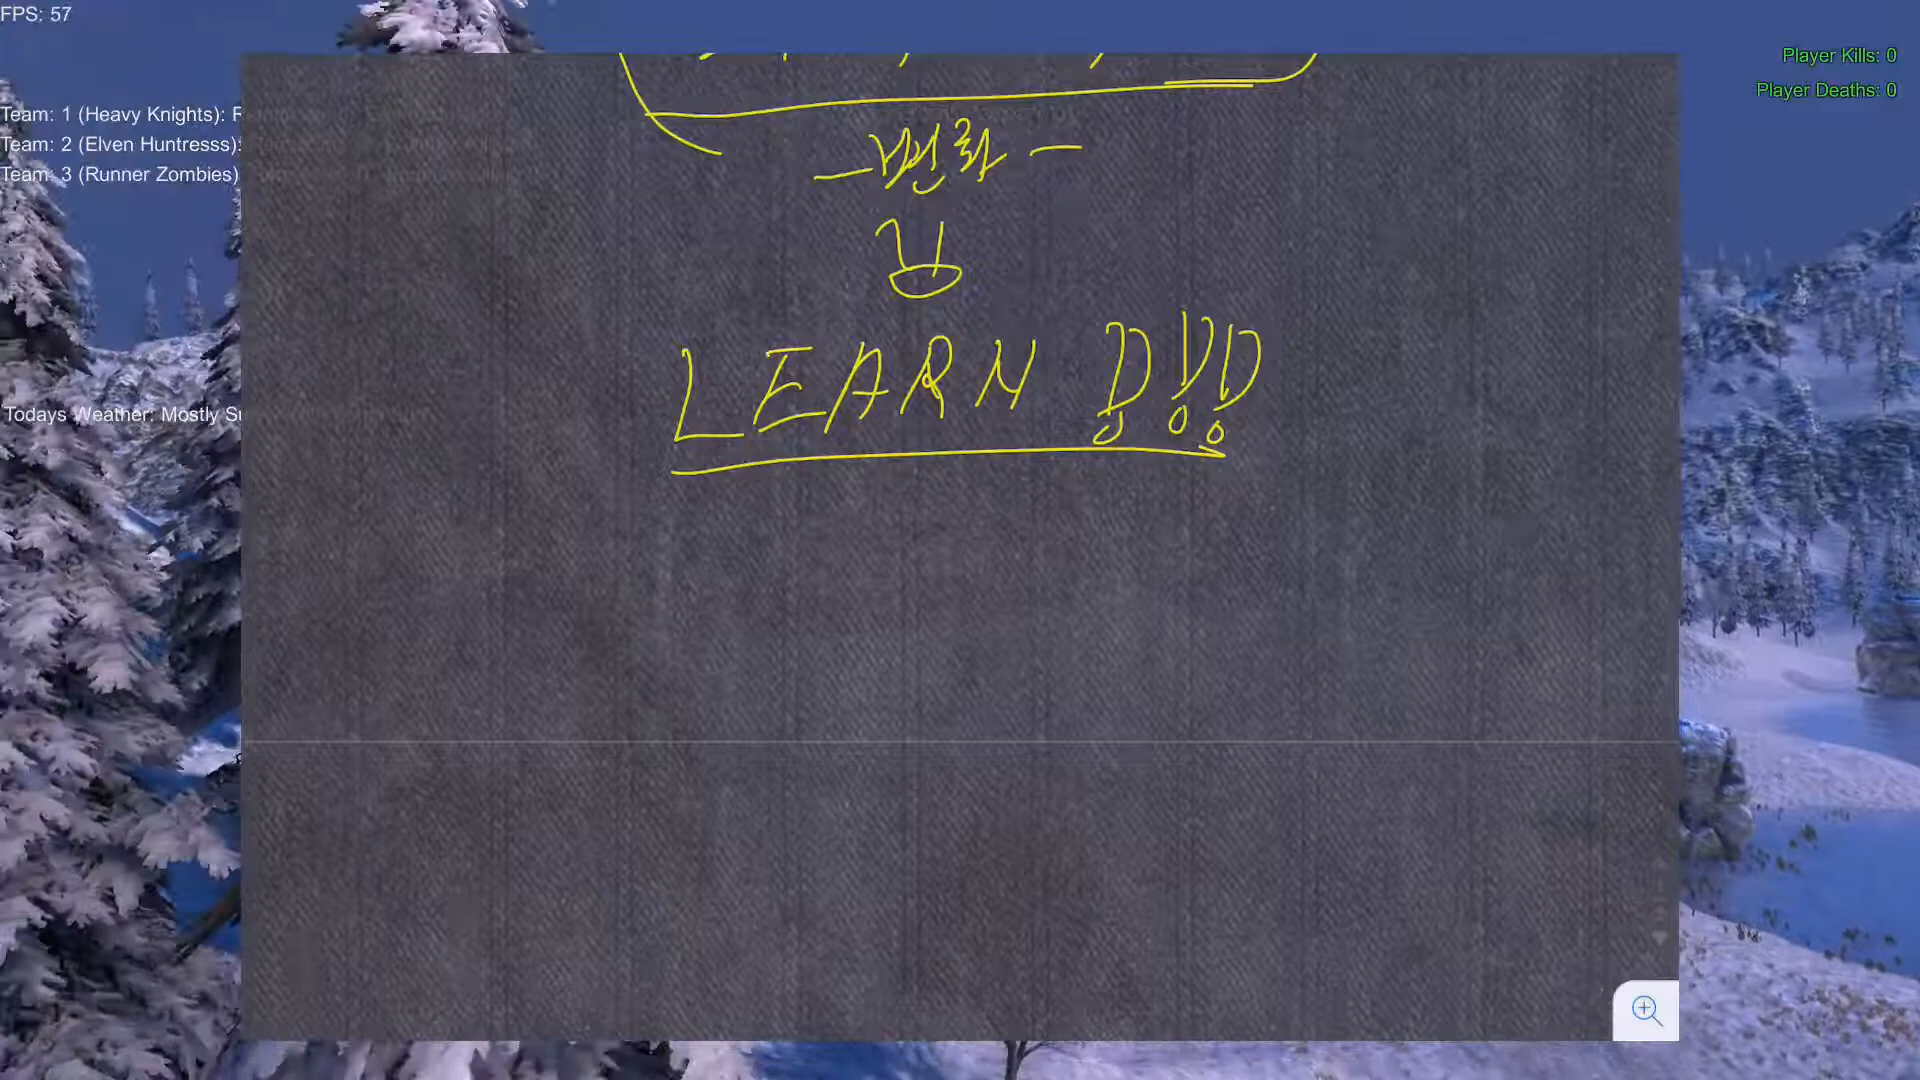 FPS: 57
Player Kills: 0
Player Deaths: 0
Team: 1 (Heavy Knights):
Team: 2 (Elven Huntresss):
Team: 3 (Runner Zombies)
- 변화 -
LEARN !!!
Todays Weather: Mostly